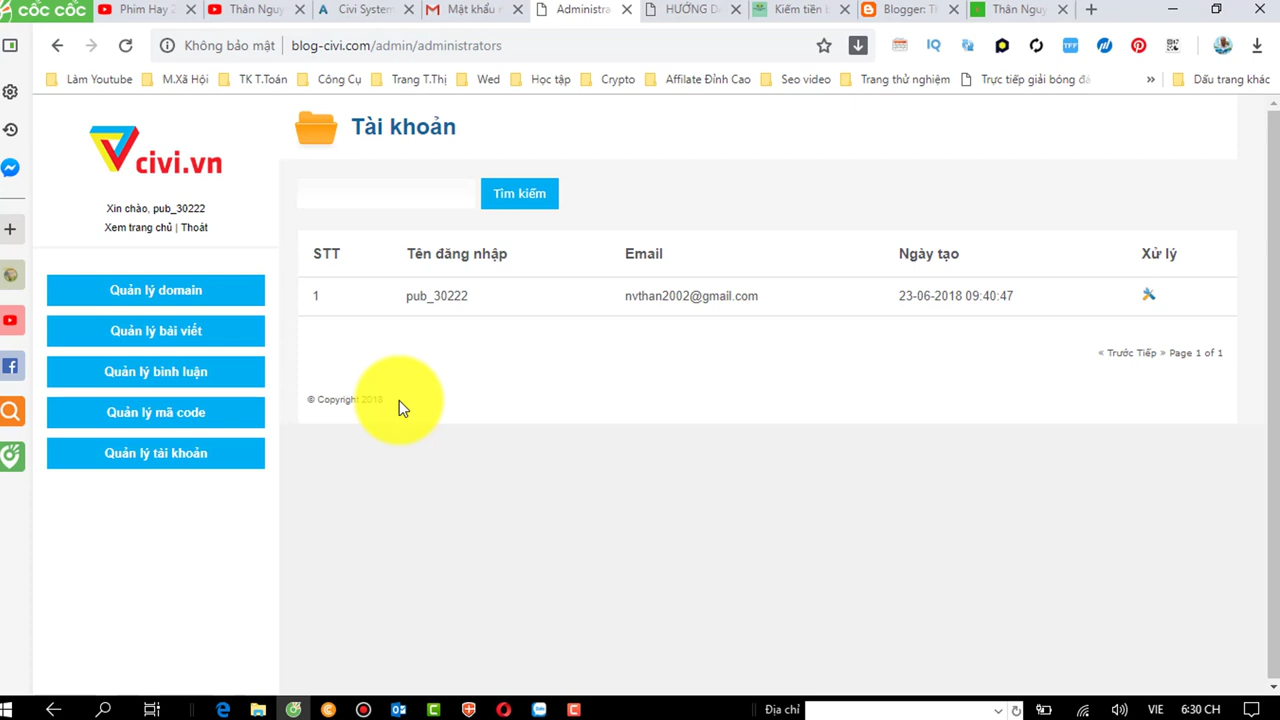 cốc cốc
Phim Hay 2
Thân Nguy
Civi System
Mật khẩu
Administra
HƯỚNG D
Kiếm tiền b
Blogger: T
Thân Nguy
Không bảo mật
blog-civi.com/admin/administrators
Làm Youtube
M.Xã Hội
TK T.Toán
Công Cụ
Trang T.Thị
Wed
Học tập
Crypto
Affilate Đỉnh Cao
Seo video
Trang thử nghiệm
Trực tiếp giải bóng đá
»
Dấu trang khác
civi.vn
Xin chào, pub_30222
Xem trang chủ | Thoát
Quản lý domain
Quản lý bài viết
Quản lý bình luận
Quản lý mã code
Quản lý tài khoản
Tài khoản
Tìm kiếm
STT Tên đăng nhập Email Ngày tạo Xử lý
1 pub_30222 nvthan2002@gmail.com 23-06-2018 09:40:47
« Trước Tiếp » Page 1 of 1
© Copyright 2018
Địa chỉ
VIE
6:30 CH